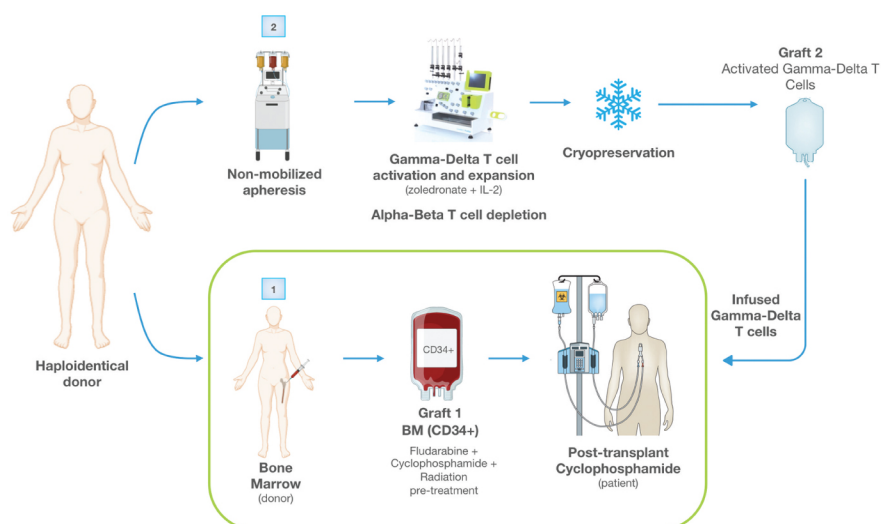 2
Non-mobilized
apheresis
Gamma-Delta T cell
activation and expansion
(zoledronate + IL-2)
Alpha-Beta T cell depletion
Cryopreservation
Graft 2
Activated Gamma-Delta T
Cells
Haploidentical
donor
1
Bone
Marrow
(donor)
CD34+
Graft 1
BM (CD34+)
Fludarabine +
Cyclophosphamide +
Radiation
pre-treatment
Post-transplant
Cyclophosphamide
(patient)
Infused
Gamma-Delta
T cells